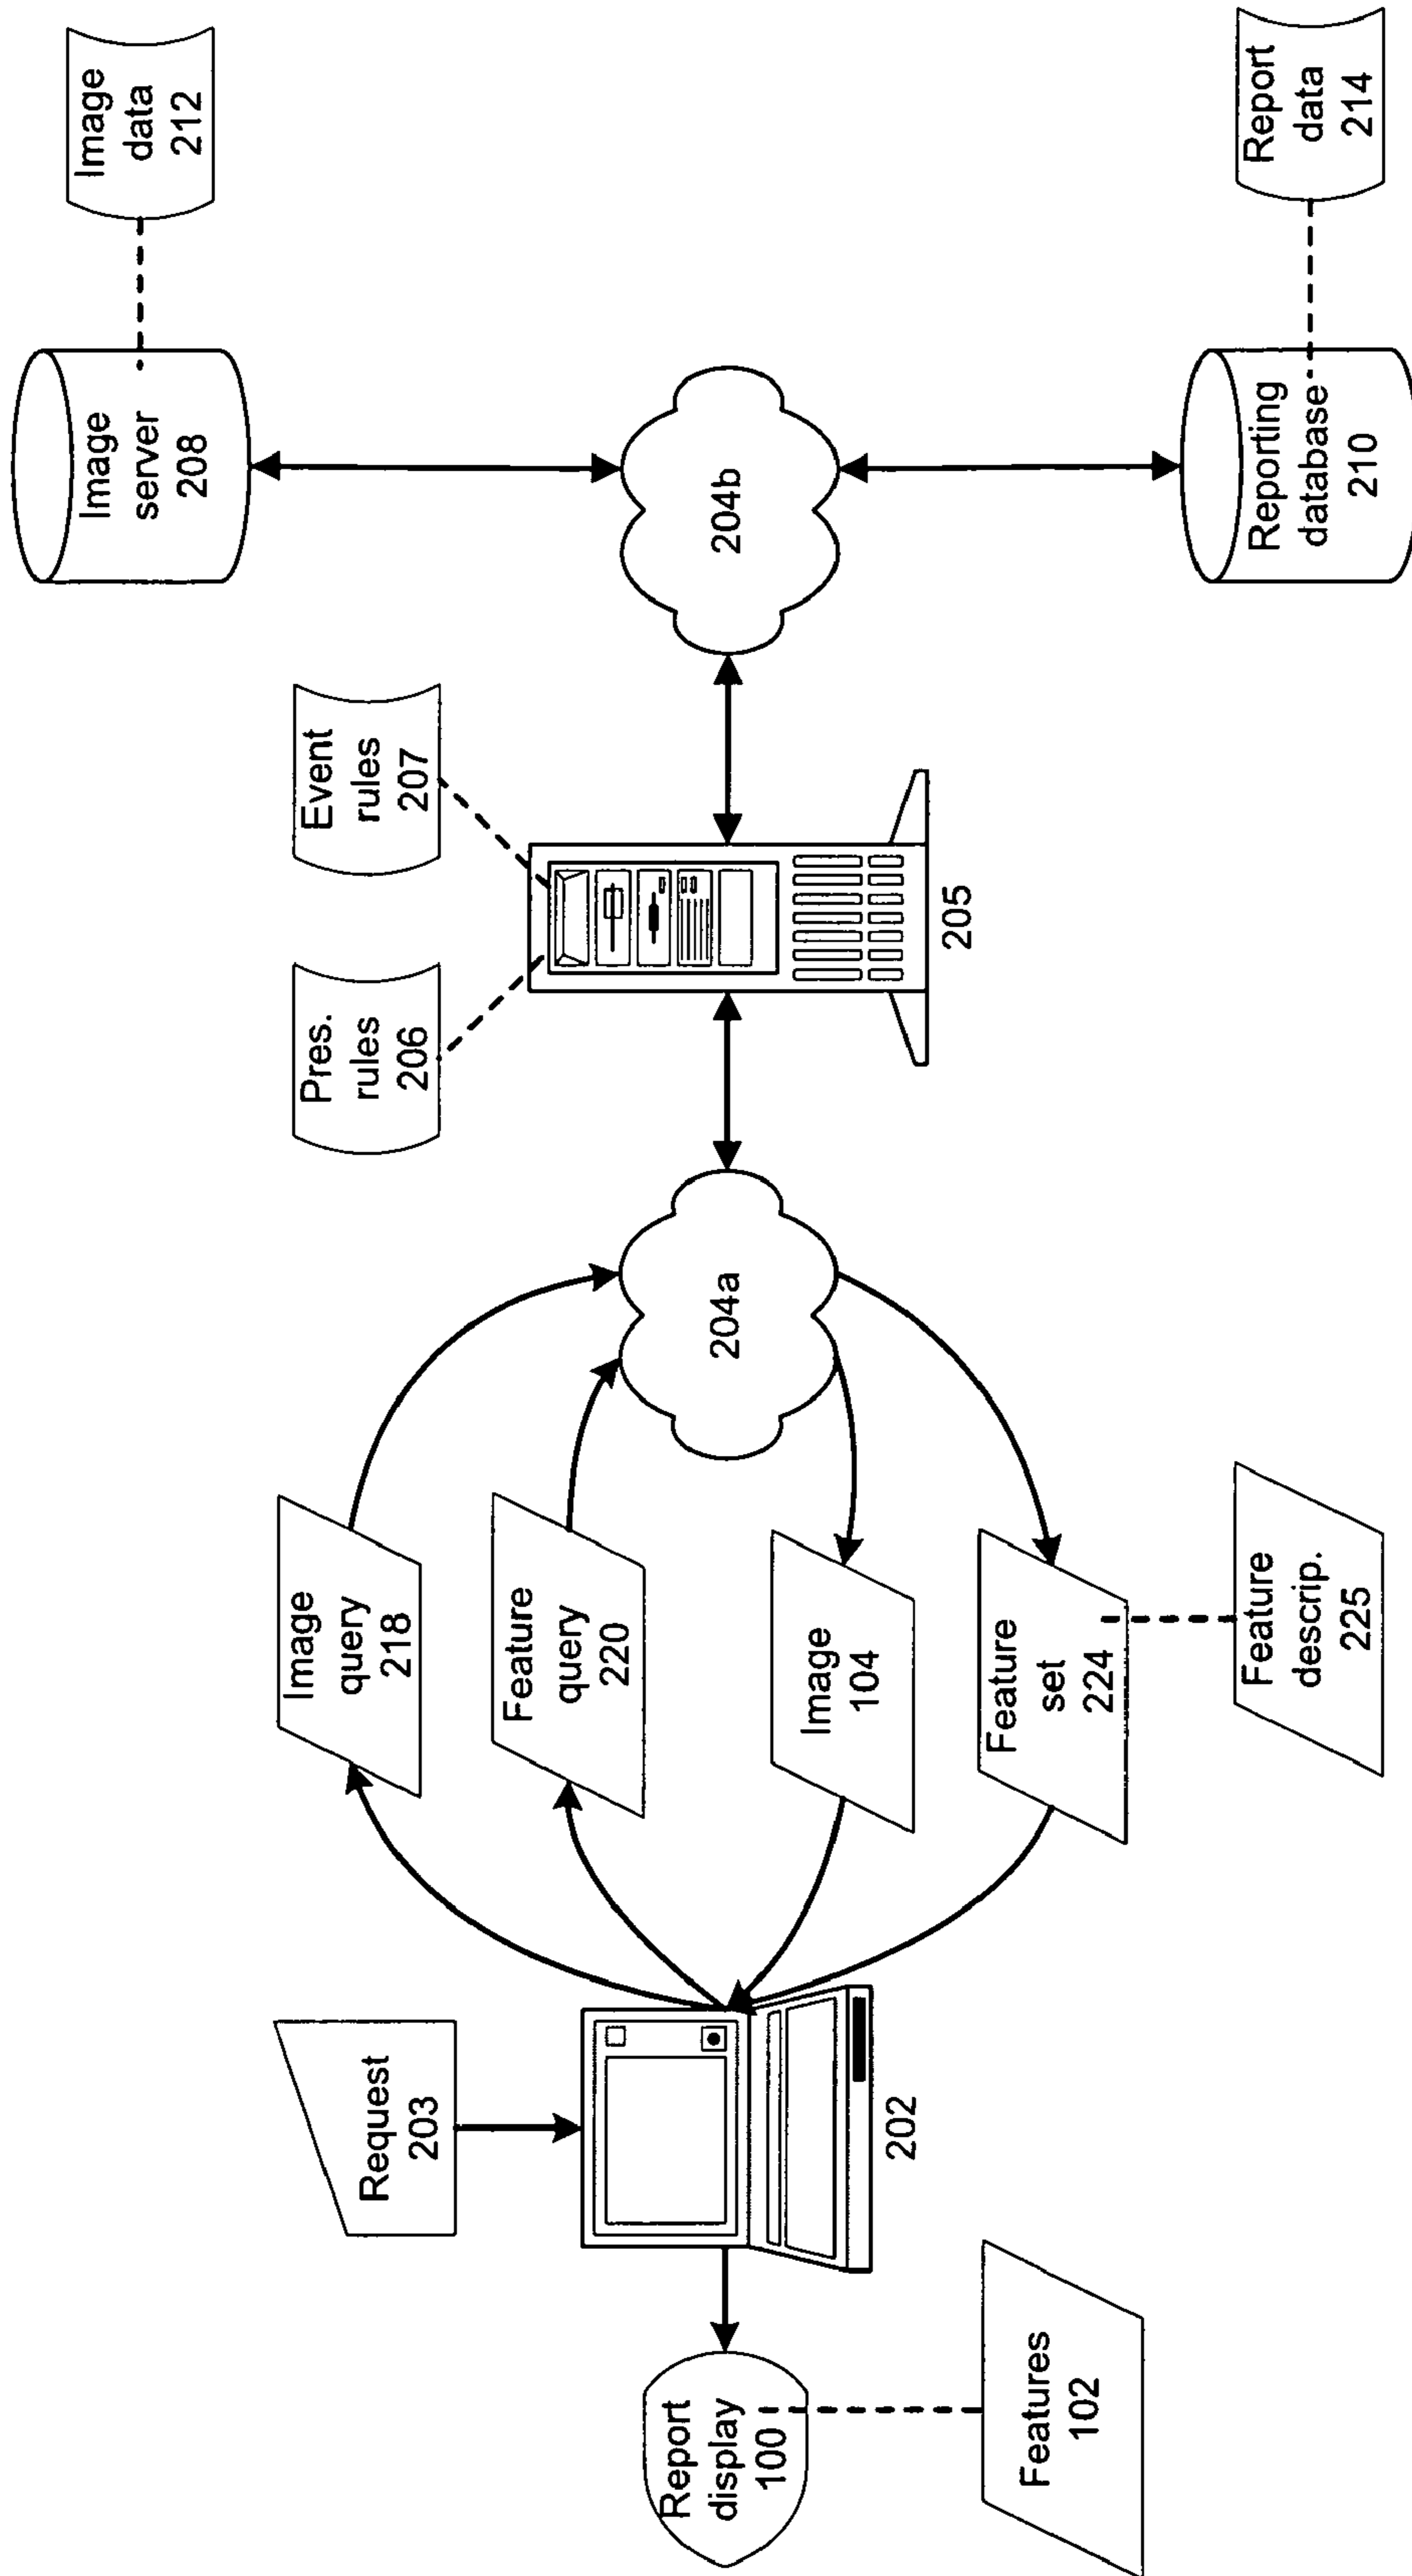 Request
203
Report
display
100
Features
102
202
Image
query
218
Feature
query
220
Image
104
Feature
set
224
Feature
descrip.
225
204a
Pres.
rules
206
Event
rules
207
205
204b
Image
server
208
Image
data
212
Reporting
database
210
Report
data
214